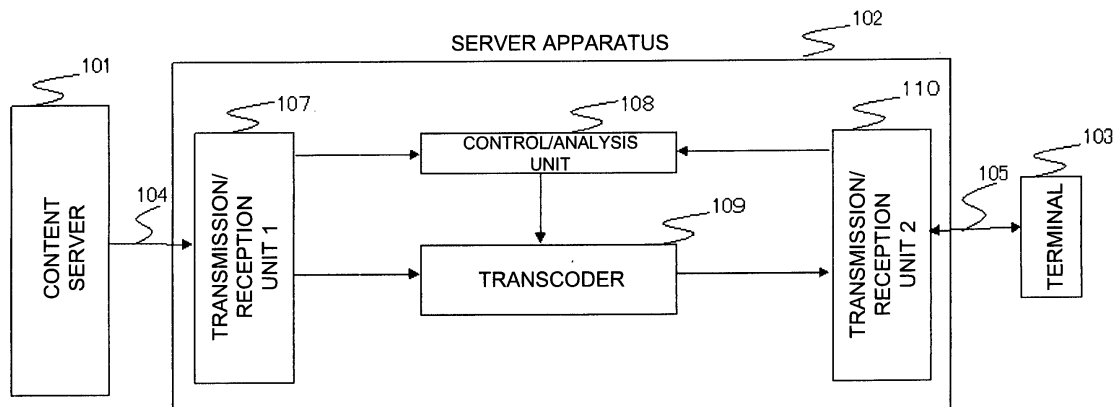 SERVER APPARATUS
102
101
107
108
110
103
CONTROL/ANALYSIS
UNIT
104
105
109
CONTENT
SERVER
TRANSMISSION/
RECEPTION
UNIT 1
TRANSCODER
TRANSMISSION/
RECEPTION
UNIT 2
TERMINAL